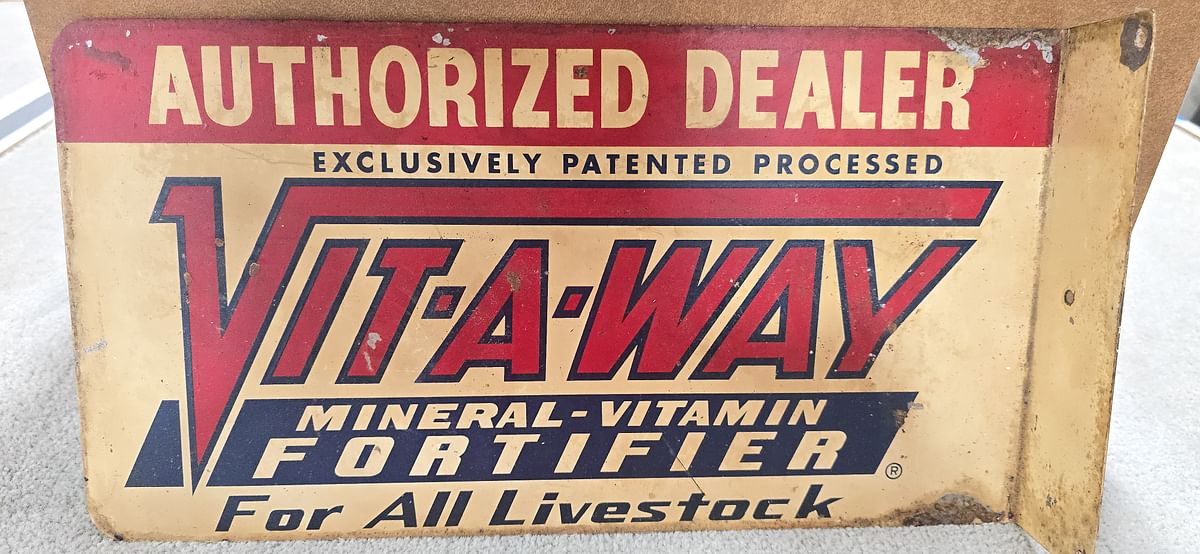 AUTHORIZED DEALER
EXCLUSIVELY PATENTED PROCESSED
VIT·A·WAY
MINERAL-VITAMIN
FORTIFIER ®
For All Livestock